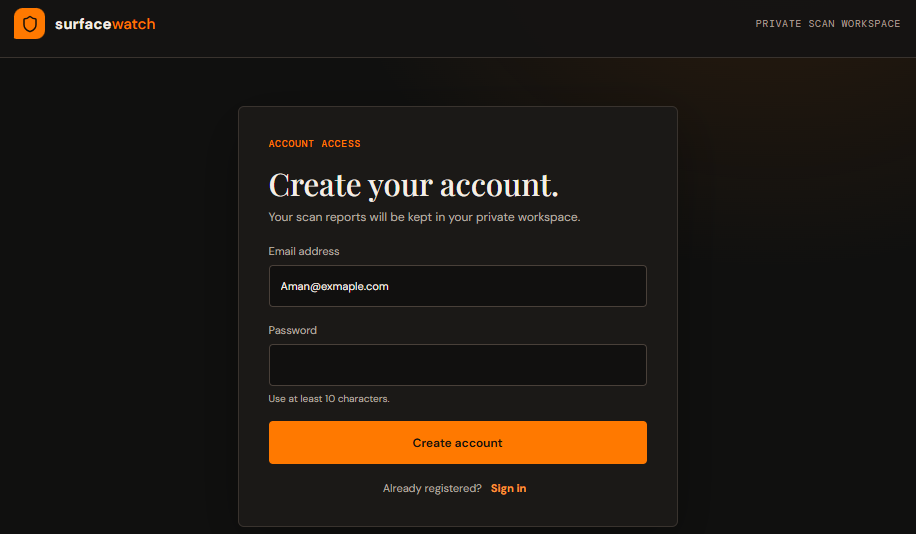 surfacewatch
PRIVATE SCAN WORKSPACE
ACCOUNT ACCESS
Create your account.
Your scan reports will be kept in your private workspace.
Email address
Aman@exmaple.com
Password
Use at least 10 characters.
Create account
Already registered? Sign in